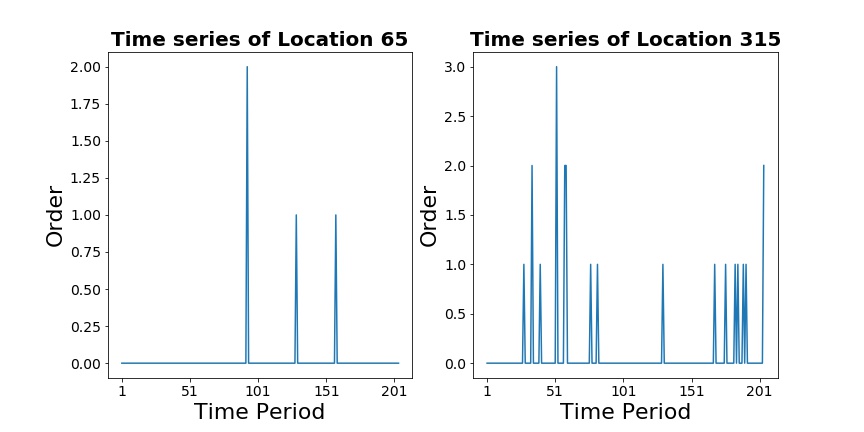 Time series of Location 65
Order
2.00
1.75
1.50
1.25
1.00
0.75
0.50
0.25
0.00
1 51 101 151 201
Time Period
Time series of Location 315
Order
3.0
2.5
2.0
1.5
1.0
0.5
0.0
1 51 101 151 201
Time Period